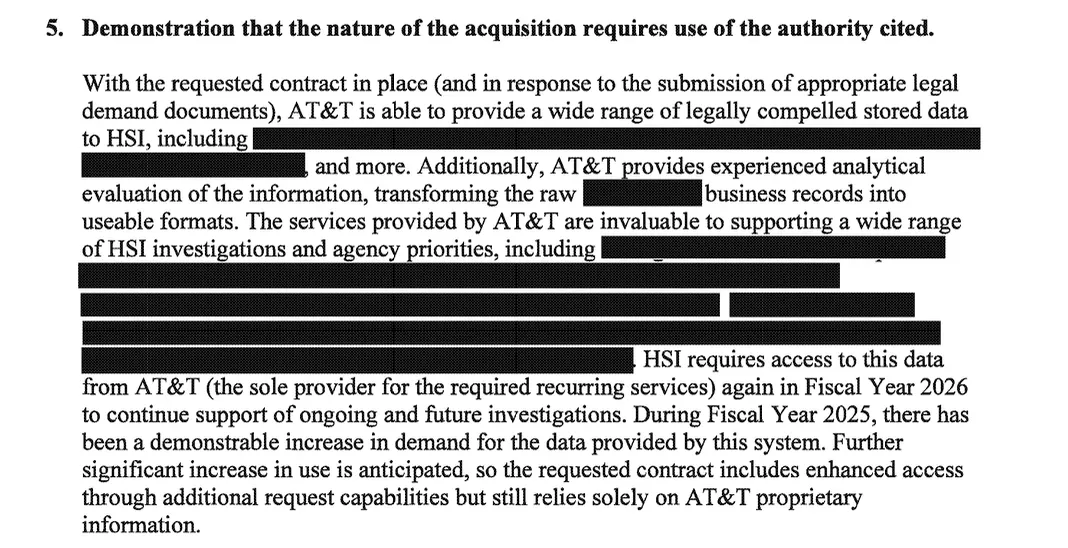 5. Demonstration that the nature of the acquisition requires use of the authority cited.
With the requested contract in place (and in response to the submission of appropriate legal
demand documents), AT&T is able to provide a wide range of legally compelled stored data
to HSI, including
, and more. Additionally, AT&T provides experienced analytical
evaluation of the information, transforming the raw business records into
useable formats. The services provided by AT&T are invaluable to supporting a wide range
of HSI investigations and agency priorities, including
. HSI requires access to this data
from AT&T (the sole provider for the required recurring services) again in Fiscal Year 2026
to continue support of ongoing and future investigations. During Fiscal Year 2025, there has
been a demonstrable increase in demand for the data provided by this system. Further
significant increase in use is anticipated, so the requested contract includes enhanced access
through additional request capabilities but still relies solely on AT&T proprietary
information.